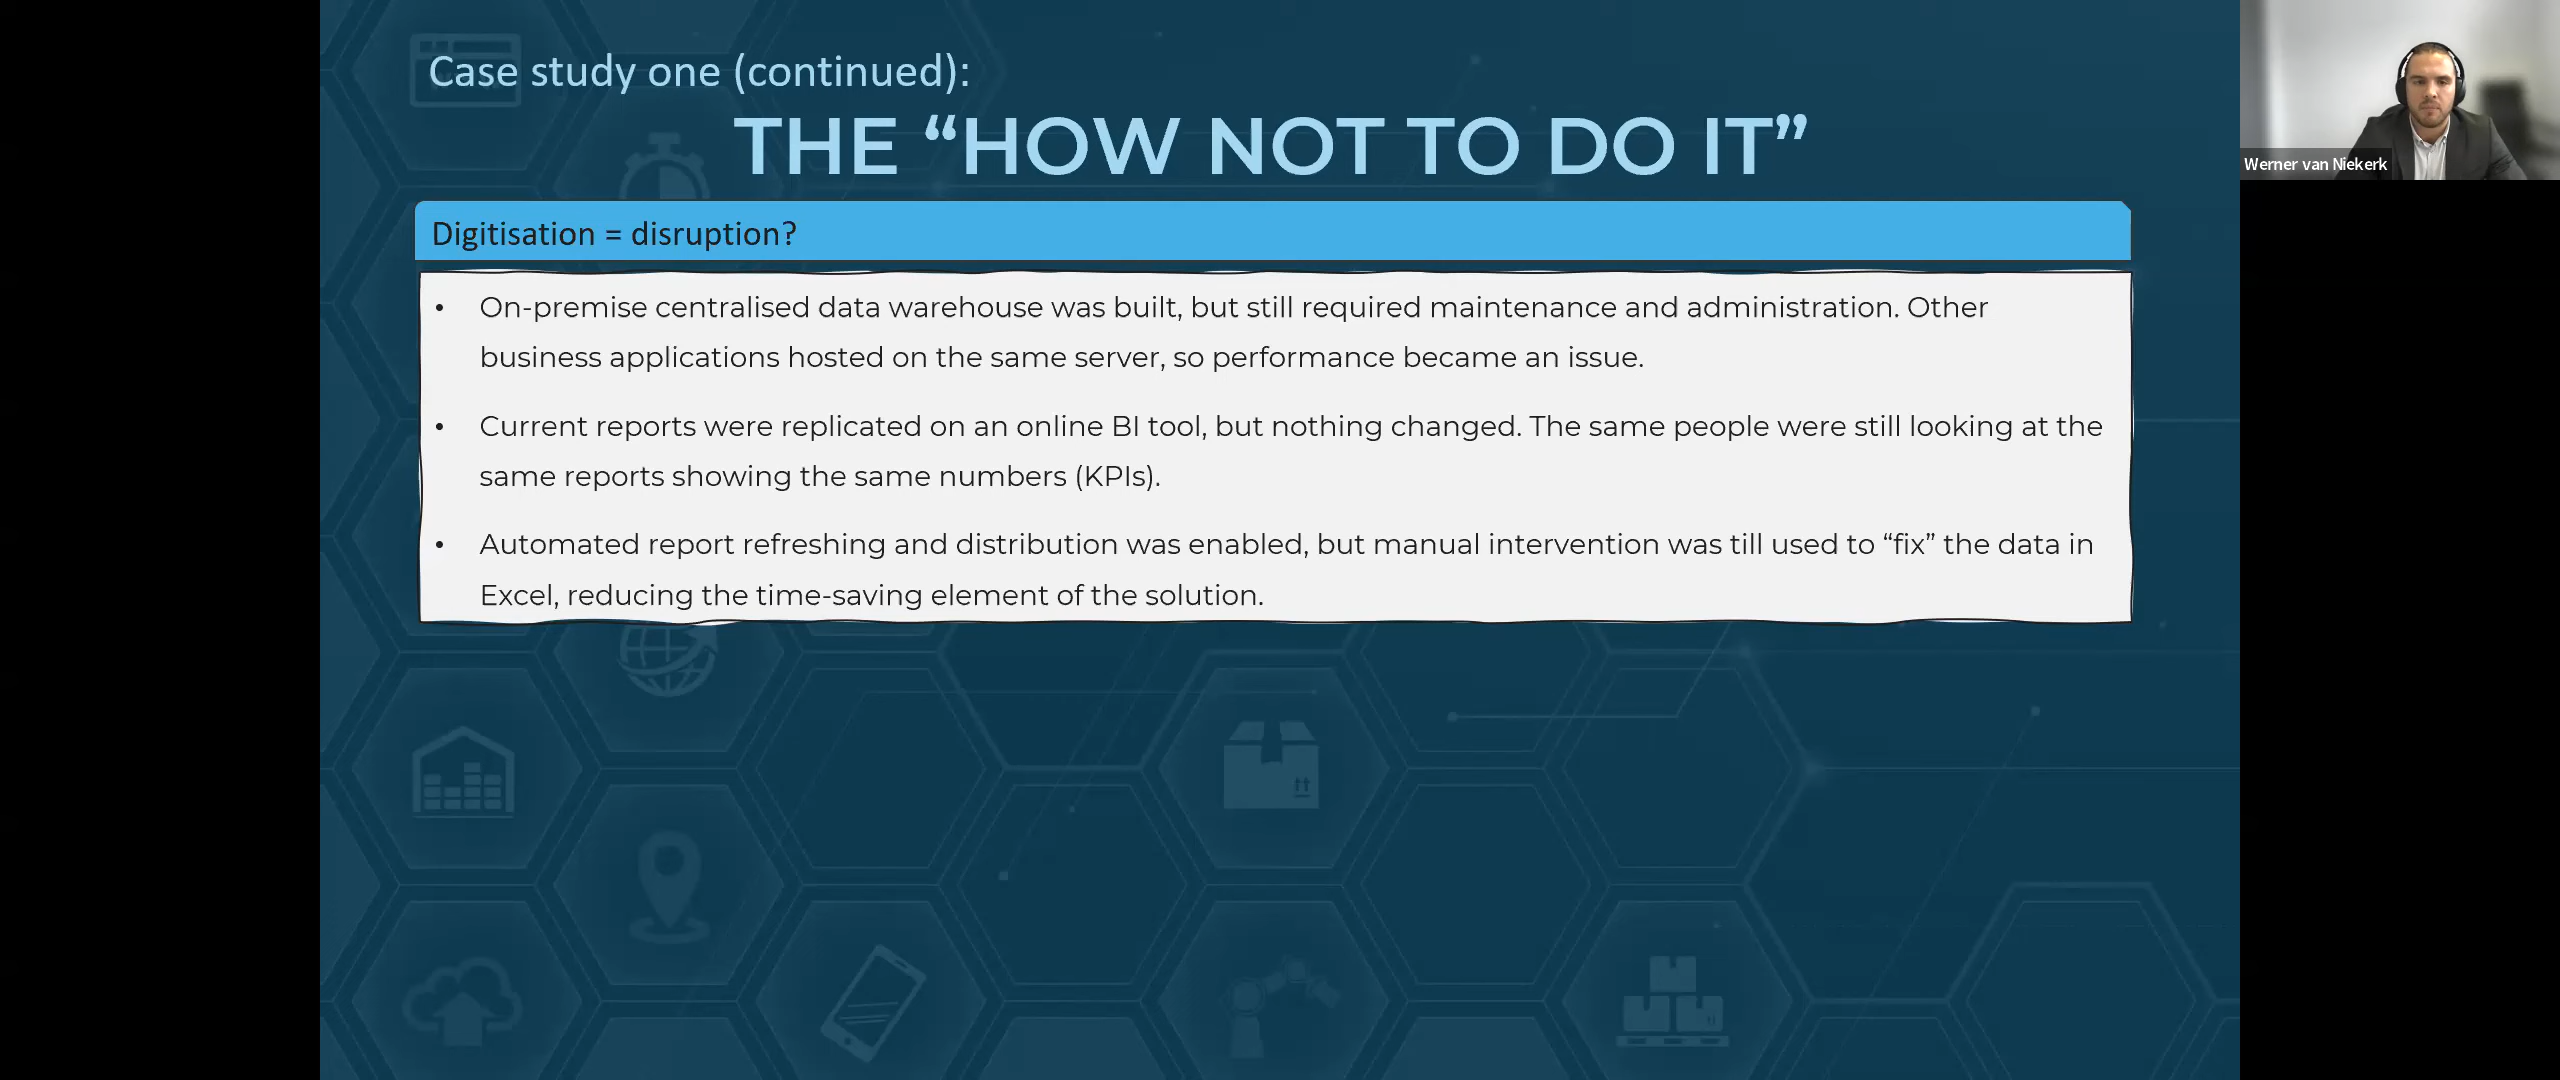 Case study one (continued):
THE “HOW NOT TO DO IT”
Werner van Niekerk
Digitisation = disruption?
• On-premise centralised data warehouse was built, but still required maintenance and administration. Other
business applications hosted on the same server, so performance became an issue.
• Current reports were replicated on an online BI tool, but nothing changed. The same people were still looking at the
same reports showing the same numbers (KPIs).
• Automated report refreshing and distribution was enabled, but manual intervention was till used to “fix” the data in
Excel, reducing the time-saving element of the solution.